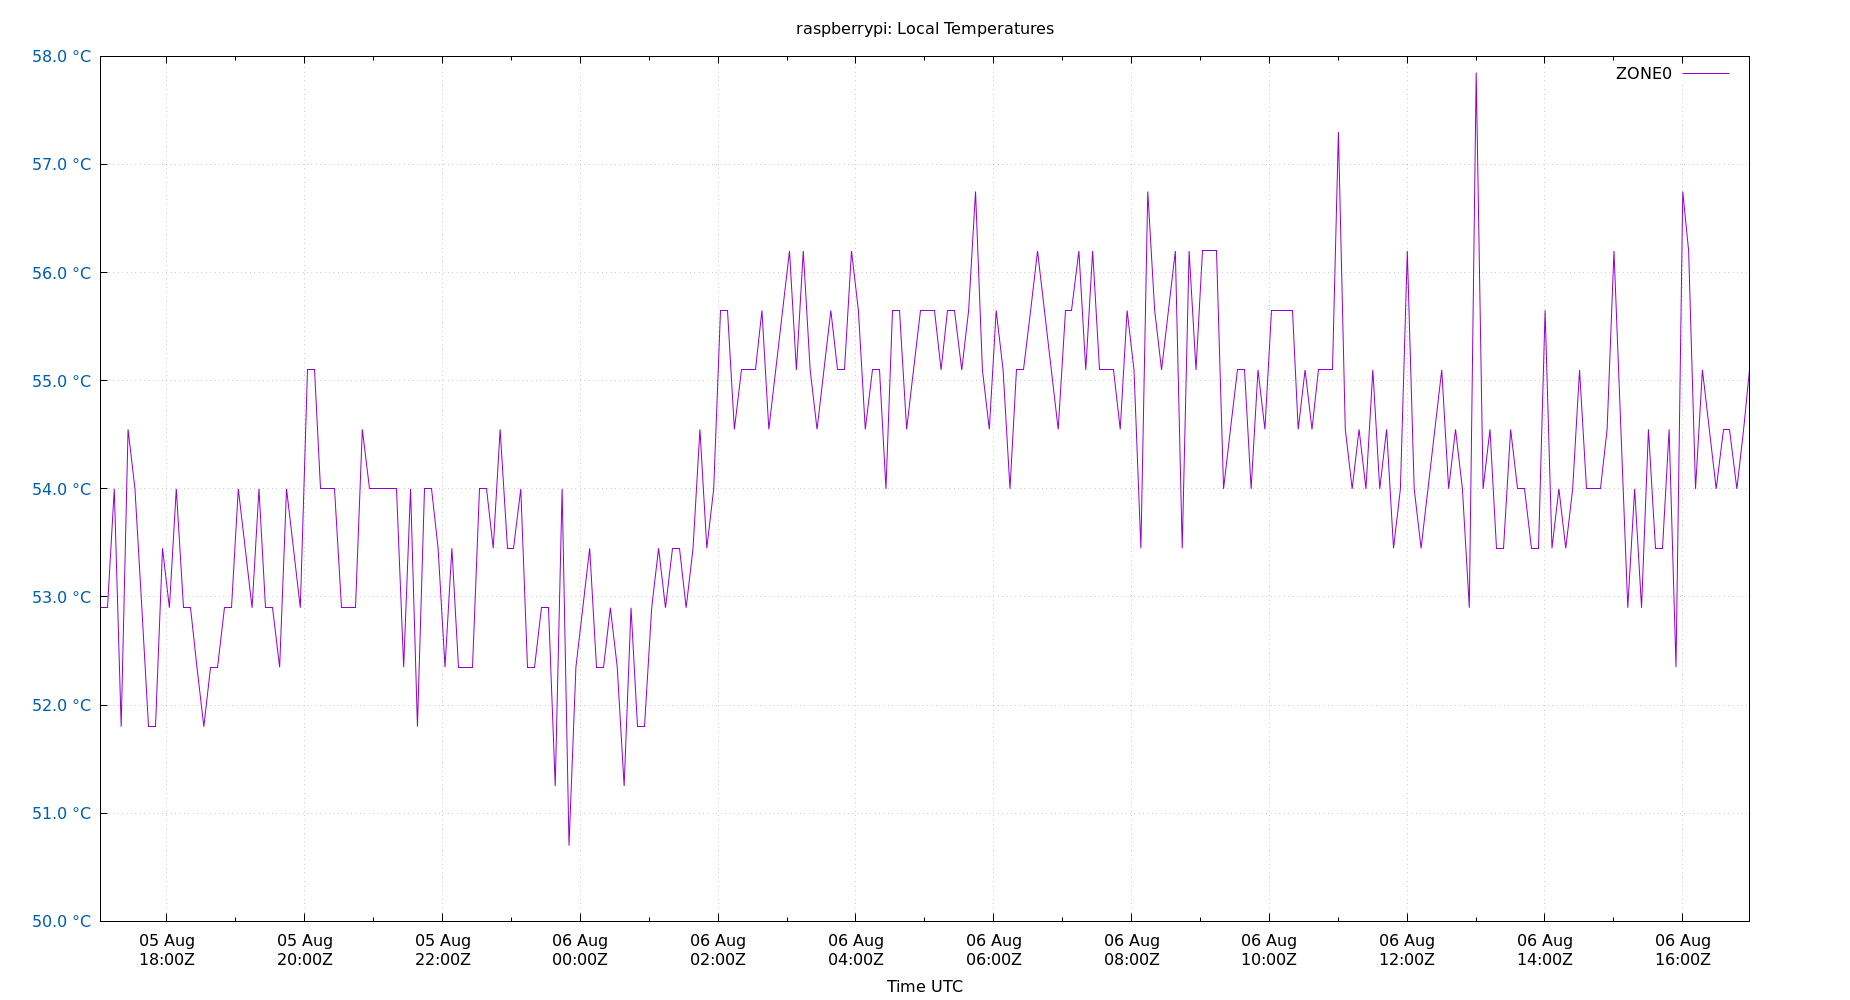 raspberrypi: Local Temperatures
58.0 °C
ZONE0
57.0 °C
56.0 °C
55.0 °C
54.0 °C
53.0 °C
52.0 °C
51.0 °C
50.0 °C
05 Aug 05 Aug 05 Aug 06 Aug 06 Aug 06 Aug 06 Aug 06 Aug 06 Aug 06 Aug 06 Aug 06 Aug
18:00Z 20:00Z 22:00Z 00:00Z 02:00Z 04:00Z 06:00Z 08:00Z 10:00Z 12:00Z 14:00Z 16:00Z
Time UTC